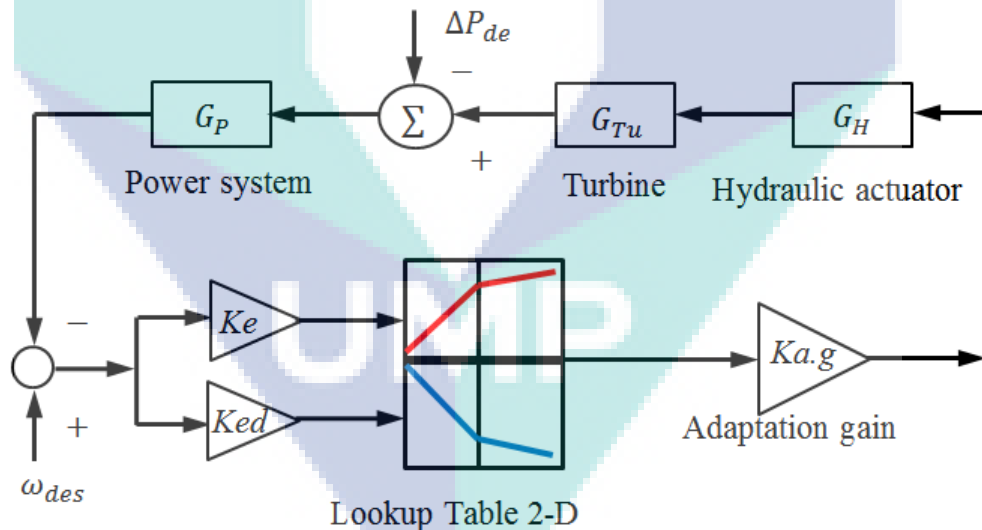 ΔP_de
−
G_P
Σ
G_Tu
G_H
+
Power system
Turbine
Hydraulic actuator
UMP
−
Ke
Ka.g
+
Ked
Adaptation gain
ω_des
Lookup Table 2-D